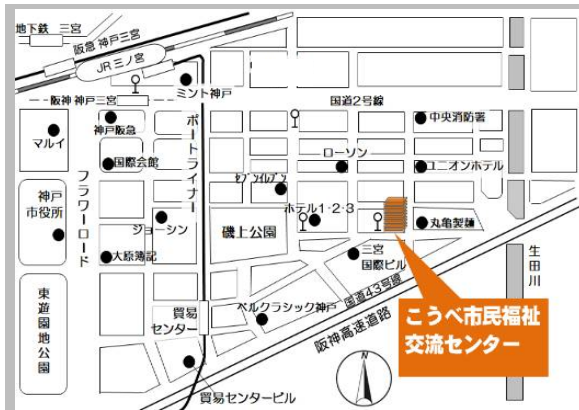 地下鉄 三宮
阪急 神戸三宮
JR三ノ宮
ミント神戸
阪神 神戸三宮
国道2号線
神戸阪急
マルイ
ポートライナー
中央消防署
ローソン
国際会館
ユニオンホテル
フラワーロード
セブンイレブン
神戸
市役所
ホテル1・2・3
ジョーシン
磯上公園
丸亀製麺
大原簿記
三宮
国際ビル
生田川
国道43号線
東遊園地公園
貿易
センター
ベルクラシック神戸
阪神高速道路
こうべ市民福祉
交流センター
N
貿易センタービル